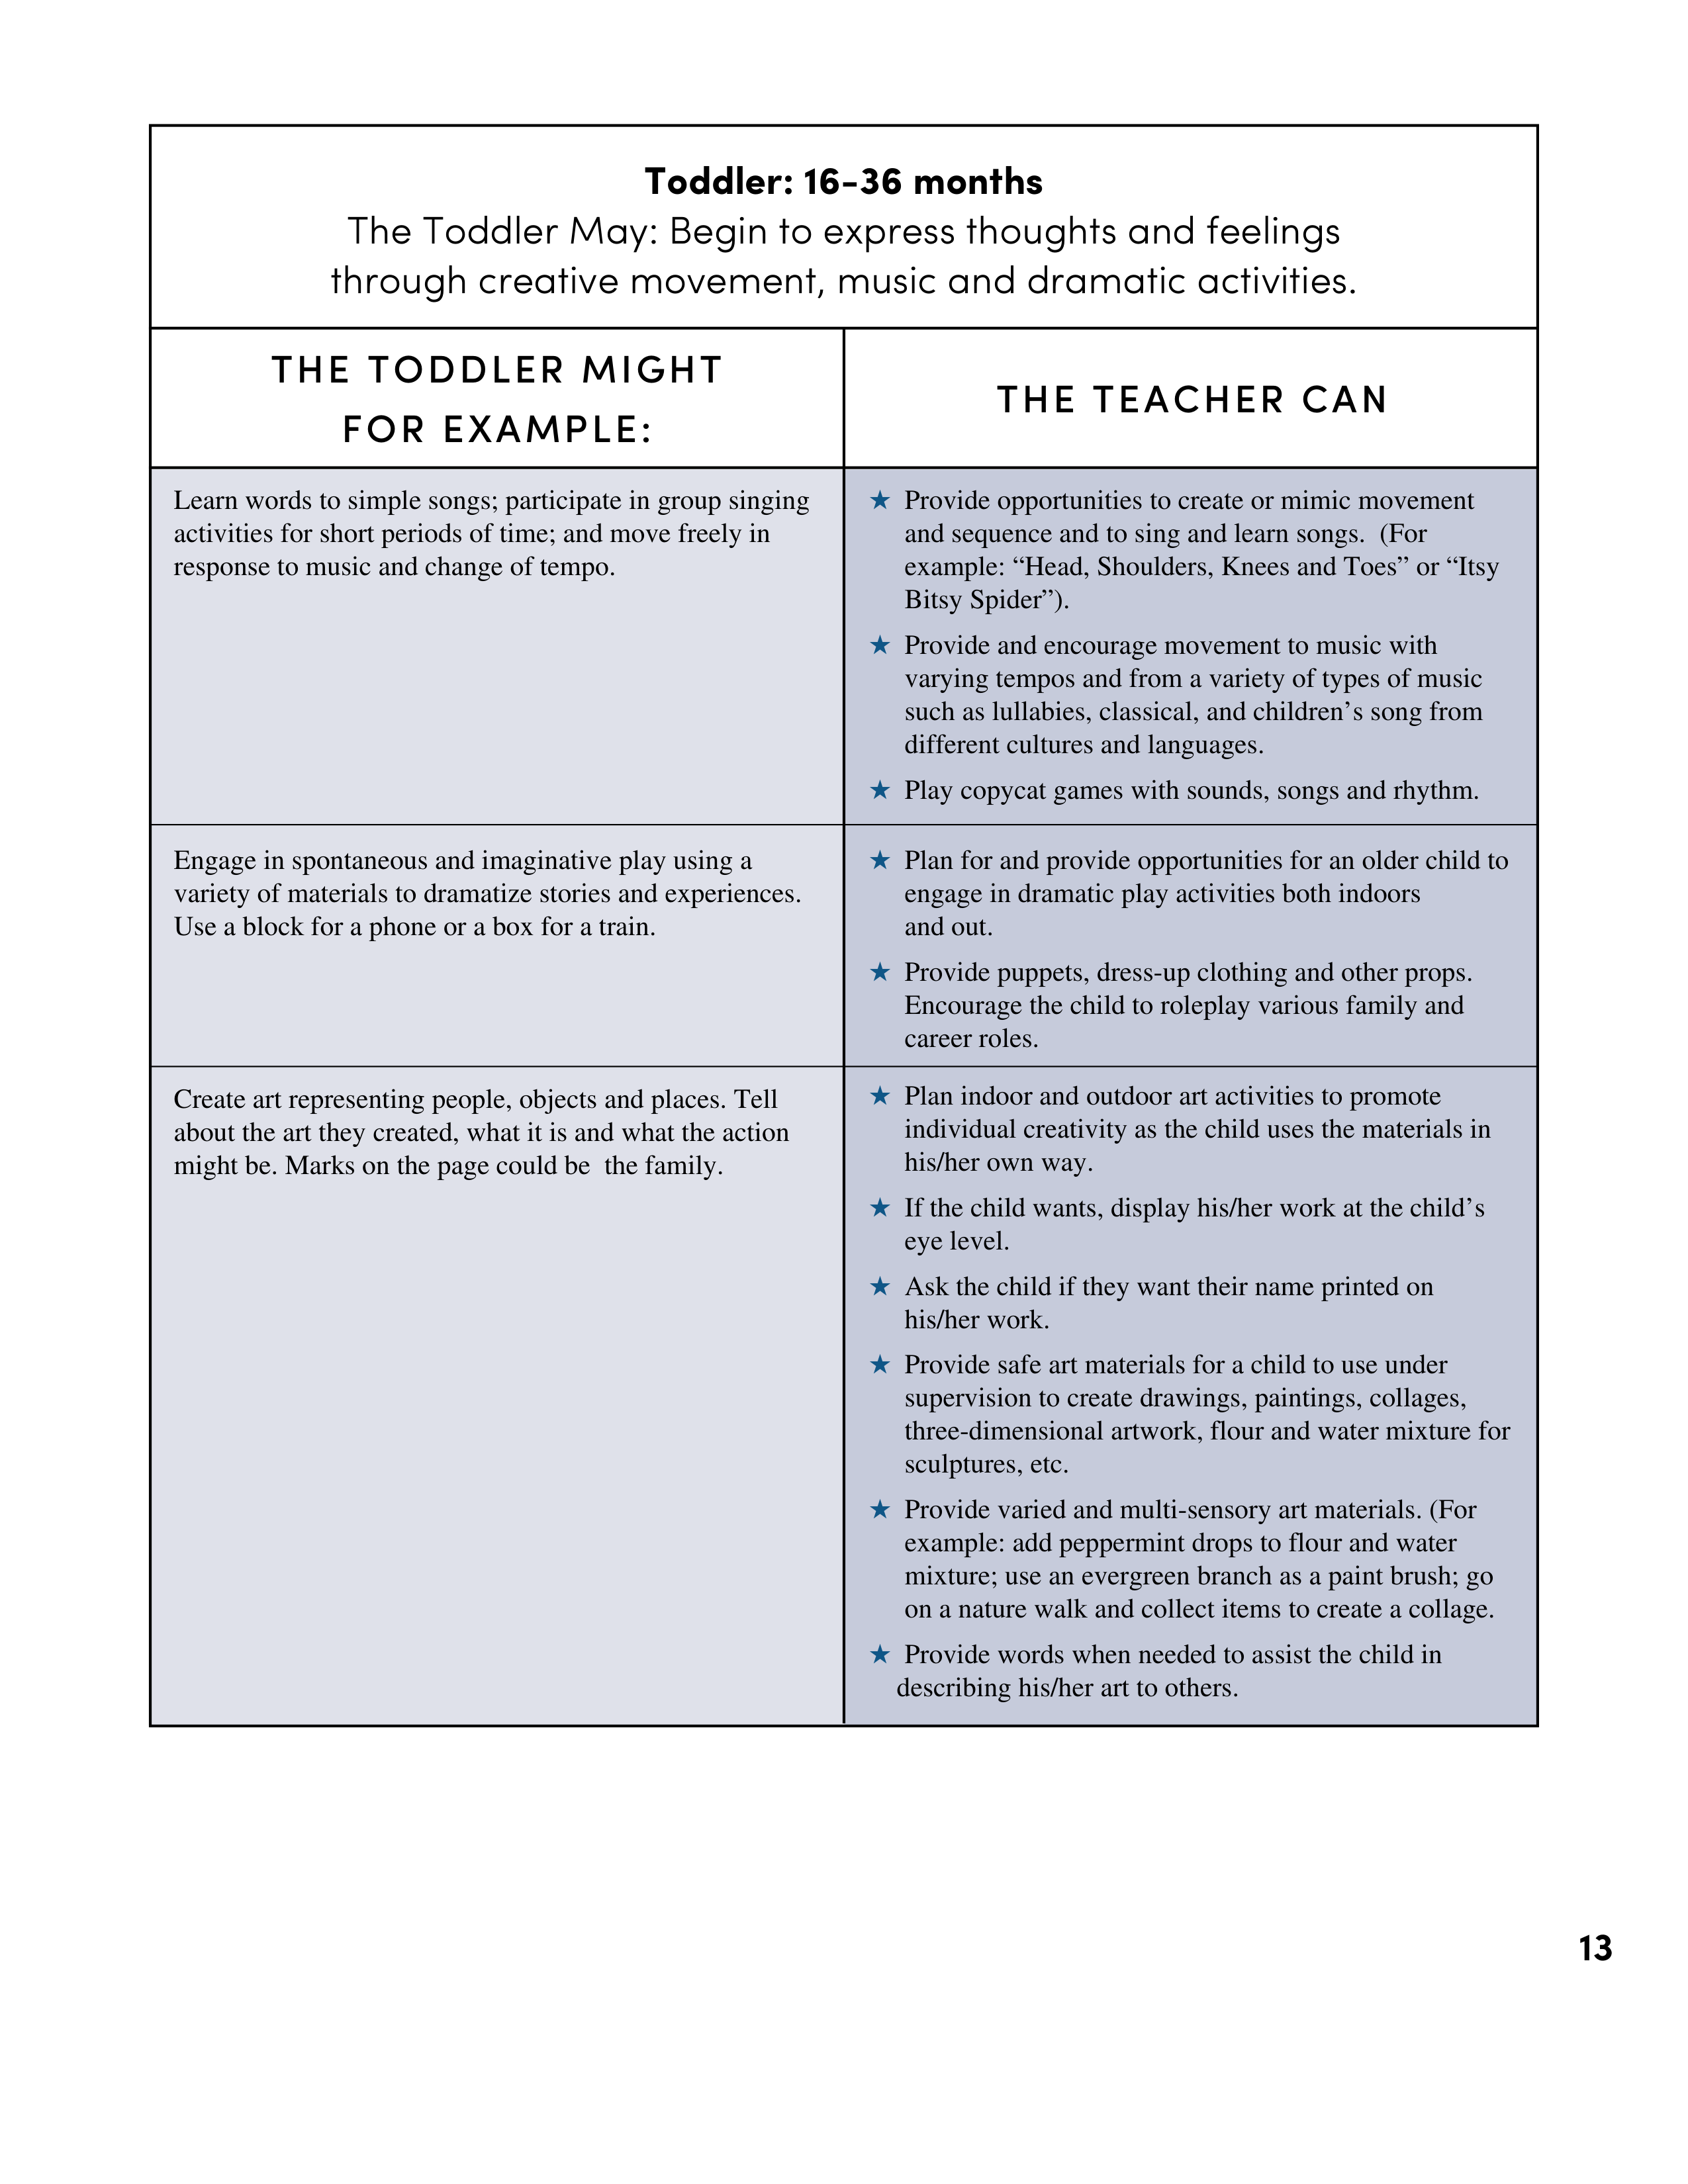 Toddler: 16-36 months
The Toddler May: Begin to express thoughts and feelings
through creative movement, music and dramatic activities.
THE TODDLER MIGHT
FOR EXAMPLE:
THE TEACHER CAN
Learn words to simple songs; participate in group singing
activities for short periods of time; and move freely in
response to music and change of tempo.
★ Provide opportunities to create or mimic movement
and sequence and to sing and learn songs.  (For
example: “Head, Shoulders, Knees and Toes” or “Itsy
Bitsy Spider”).
★ Provide and encourage movement to music with
varying tempos and from a variety of types of music
such as lullabies, classical, and children’s song from
different cultures and languages.
★ Play copycat games with sounds, songs and rhythm.
Engage in spontaneous and imaginative play using a
variety of materials to dramatize stories and experiences.
Use a block for a phone or a box for a train.
★ Plan for and provide opportunities for an older child to
engage in dramatic play activities both indoors
and out.
★ Provide puppets, dress-up clothing and other props.
Encourage the child to roleplay various family and
career roles.
Create art representing people, objects and places. Tell
about the art they created, what it is and what the action
might be. Marks on the page could be  the family.
★ Plan indoor and outdoor art activities to promote
individual creativity as the child uses the materials in
his/her own way.
★ If the child wants, display his/her work at the child’s
eye level.
★ Ask the child if they want their name printed on
his/her work.
★ Provide safe art materials for a child to use under
supervision to create drawings, paintings, collages,
three-dimensional artwork, flour and water mixture for
sculptures, etc.
★ Provide varied and multi-sensory art materials. (For
example: add peppermint drops to flour and water
mixture; use an evergreen branch as a paint brush; go
on a nature walk and collect items to create a collage.
★ Provide words when needed to assist the child in
describing his/her art to others.
13